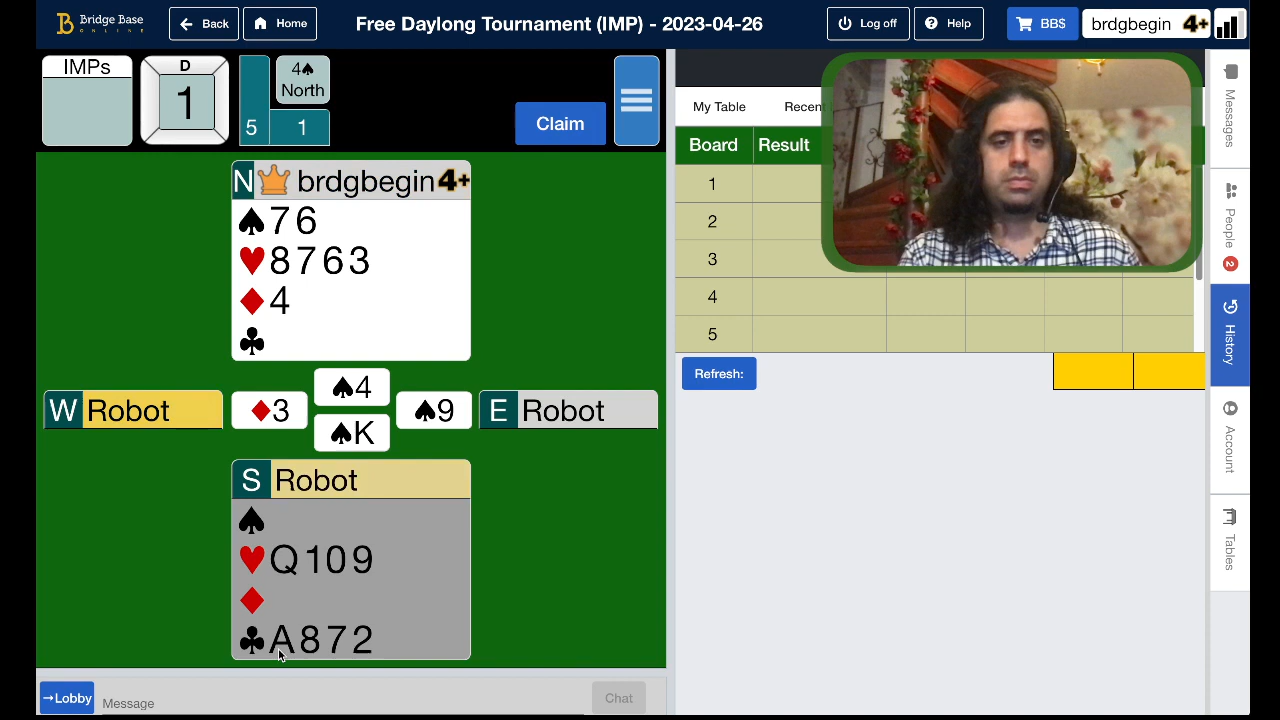 Bridge Base
ONLINE
Back
Home
Free Daylong Tournament (IMP) - 2023-04-26
Log off
Help
BB$
brdgbegin 4+
IMPs
D
1
4♠
North
5
1
Claim
My Table
Recen
Board
Result
1
2
3
4
5
Refresh:
N
brdgbegin 4+
♠76
♥8763
♦4
♣
♠4
W Robot
♦3
♠9
E Robot
♠K
S Robot
♠
♥Q109
♦
♣A872
→Lobby
Message
Chat
Messages
People 2
History
Account
Tables